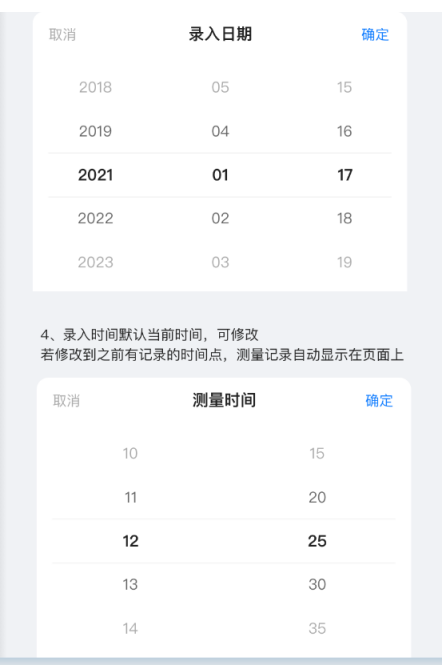 取消 录入日期 确定
2018 05 15
2019 04 16
2021 01 17
2022 02 18
2023 03 19
4、录入时间默认当前时间，可修改
若修改到之前有记录的时间点，测量记录自动显示在页面上
取消 测量时间 确定
10 15
11 20
12 25
13 30
14 35